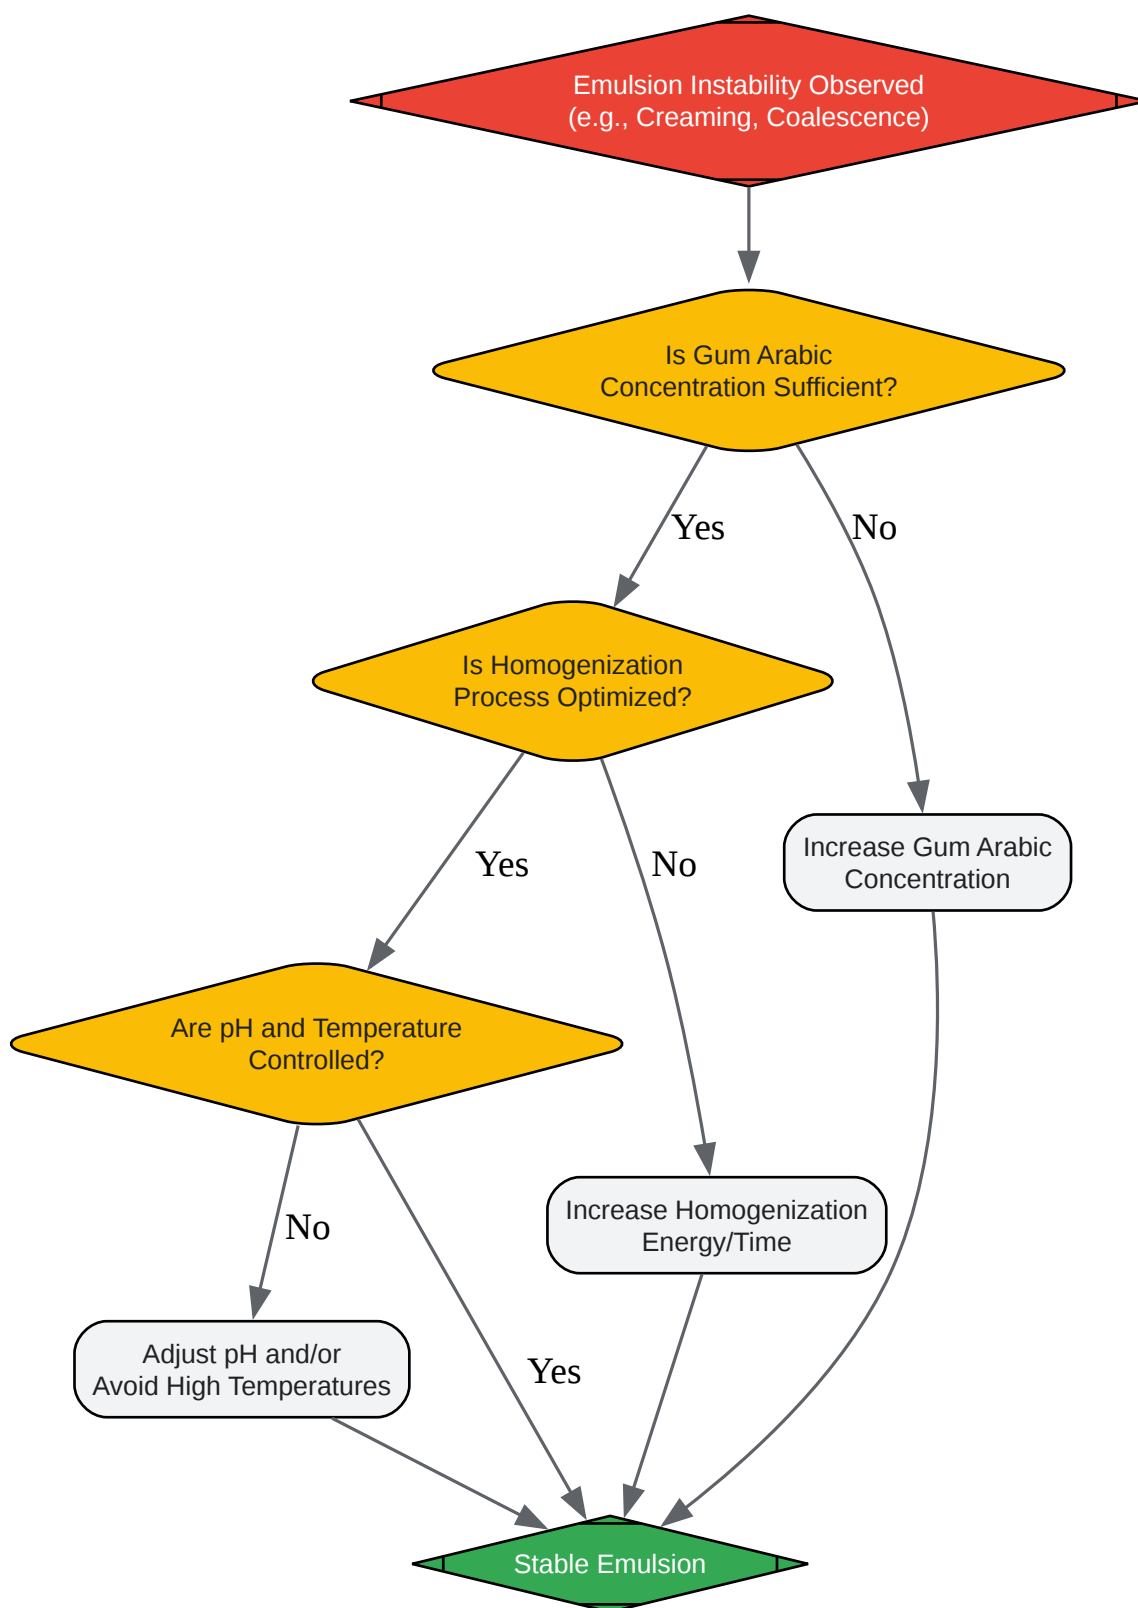 Emulsion Instability Observed
(e.g., Creaming, Coalescence)
Is Gum Arabic
Concentration Sufficient?
Yes
No
Is Homogenization
Process Optimized?
Yes
No
Increase Gum Arabic
Concentration
Are pH and Temperature
Controlled?
No
Yes
Increase Homogenization
Energy/Time
Adjust pH and/or
Avoid High Temperatures
Stable Emulsion